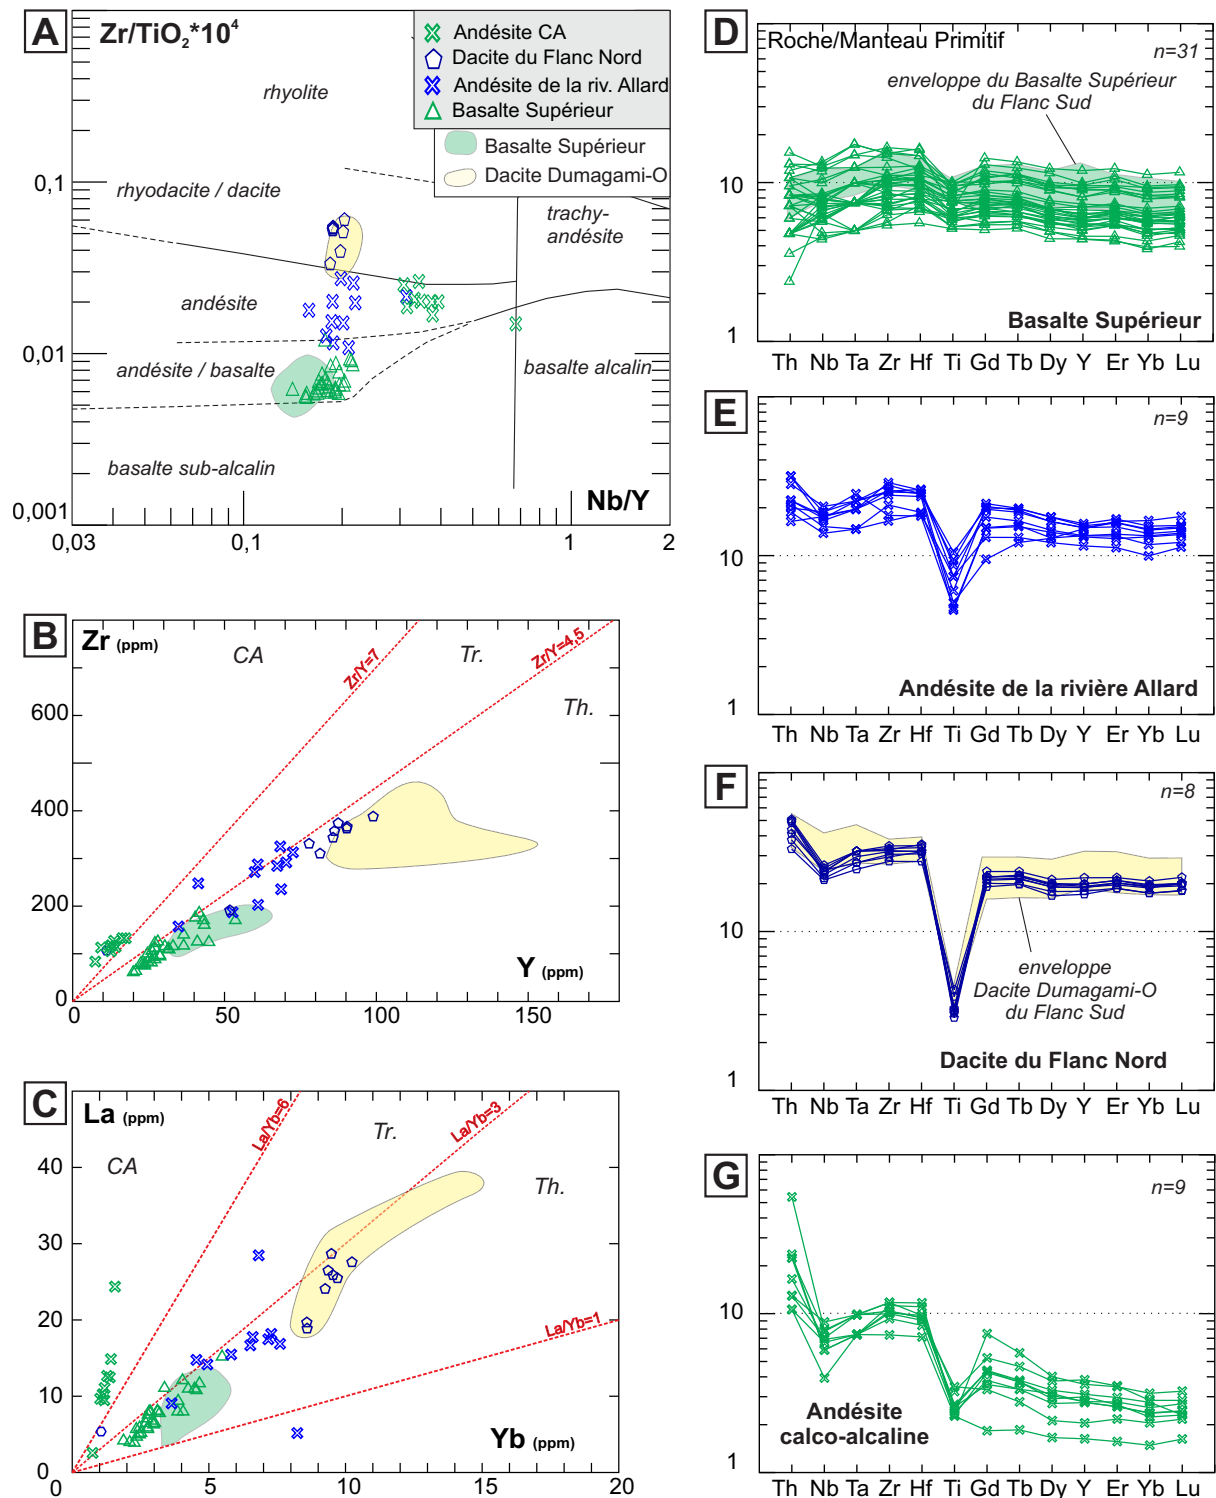 A
Zr/TiO2*10⁴
Andésite CA
Dacite du Flanc Nord
Andésite de la riv. Allard
Basalte Supérieur
Basalte Supérieur
Dacite Dumagami-O
rhyolite
rhyodacite / dacite
trachy-
andésite
andésite
andésite / basalte
basalte alcalin
basalte sub-alcalin
Nb/Y
0,1
0,01
0,001
0,03
0,1
1
2
B
Zr (ppm)
CA
Tr.
Th.
Zr/Y=7
Zr/Y=4,5
600
400
200
0
Y (ppm)
0
50
100
150
C
La (ppm)
CA
Tr.
Th.
La/Yb=6
La/Yb=3
La/Yb=1
40
30
20
10
0
Yb (ppm)
0
5
10
15
20
D
Roche/Manteau Primitif
n=31
enveloppe du Basalte Supérieur
du Flanc Sud
10
1
Basalte Supérieur
Th Nb Ta Zr Hf Ti Gd Tb Dy Y Er Yb Lu
E
n=9
10
1
Andésite de la rivière Allard
Th Nb Ta Zr Hf Ti Gd Tb Dy Y Er Yb Lu
F
n=8
10
1
enveloppe
Dacite Dumagami-O
du Flanc Sud
Dacite du Flanc Nord
Th Nb Ta Zr Hf Ti Gd Tb Dy Y Er Yb Lu
G
n=9
10
1
Andésite
calco-alcaline
Th Nb Ta Zr Hf Ti Gd Tb Dy Y Er Yb Lu